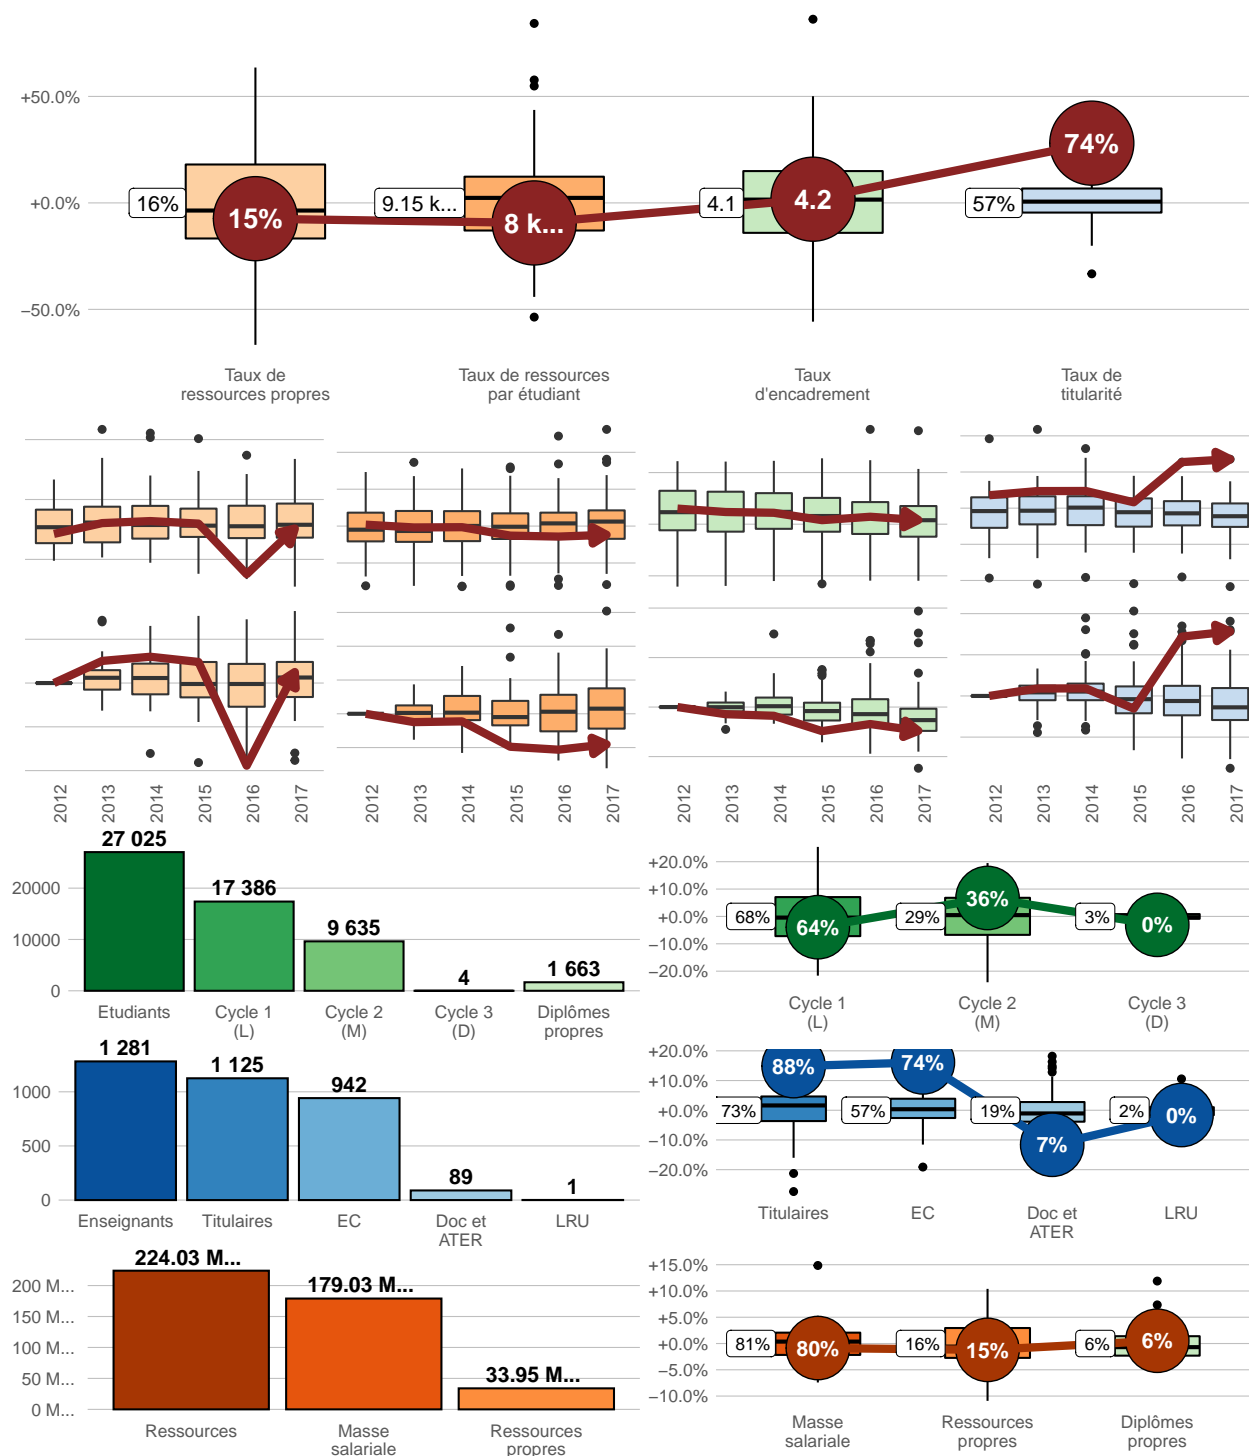 +50.0%
+0.0%
−50.0%
16%
15%
9.15 k...
8 k...
4.1
4.2
57%
74%
Taux de
ressources propres
Taux de ressources
par étudiant
Taux
d'encadrement
Taux de
titularité
2012
2013
2014
2015
2016
2017
2012
2013
2014
2015
2016
2017
2012
2013
2014
2015
2016
2017
2012
2013
2014
2015
2016
2017
20000
10000
0
27 025
17 386
9 635
4
1 663
Etudiants
Cycle 1
(L)
Cycle 2
(M)
Cycle 3
(D)
Diplômes
propres
+20.0%
+10.0%
+0.0%
−10.0%
−20.0%
68%
64%
29%
36%
3%
0%
Cycle 1
(L)
Cycle 2
(M)
Cycle 3
(D)
1000
500
0
1 281
1 125
942
89
1
Enseignants
Titulaires
EC
Doc et
ATER
LRU
+20.0%
+10.0%
+0.0%
−10.0%
−20.0%
73%
88%
57%
74%
19%
7%
2%
0%
Titulaires
EC
Doc et
ATER
LRU
200 M...
150 M...
100 M...
50 M...
0 M...
224.03 M...
179.03 M...
33.95 M...
Ressources
Masse
salariale
Ressources
propres
+15.0%
+10.0%
+5.0%
+0.0%
−5.0%
−10.0%
81%
80%
16%
15%
6%
6%
Masse
salariale
Ressources
propres
Diplômes
propres